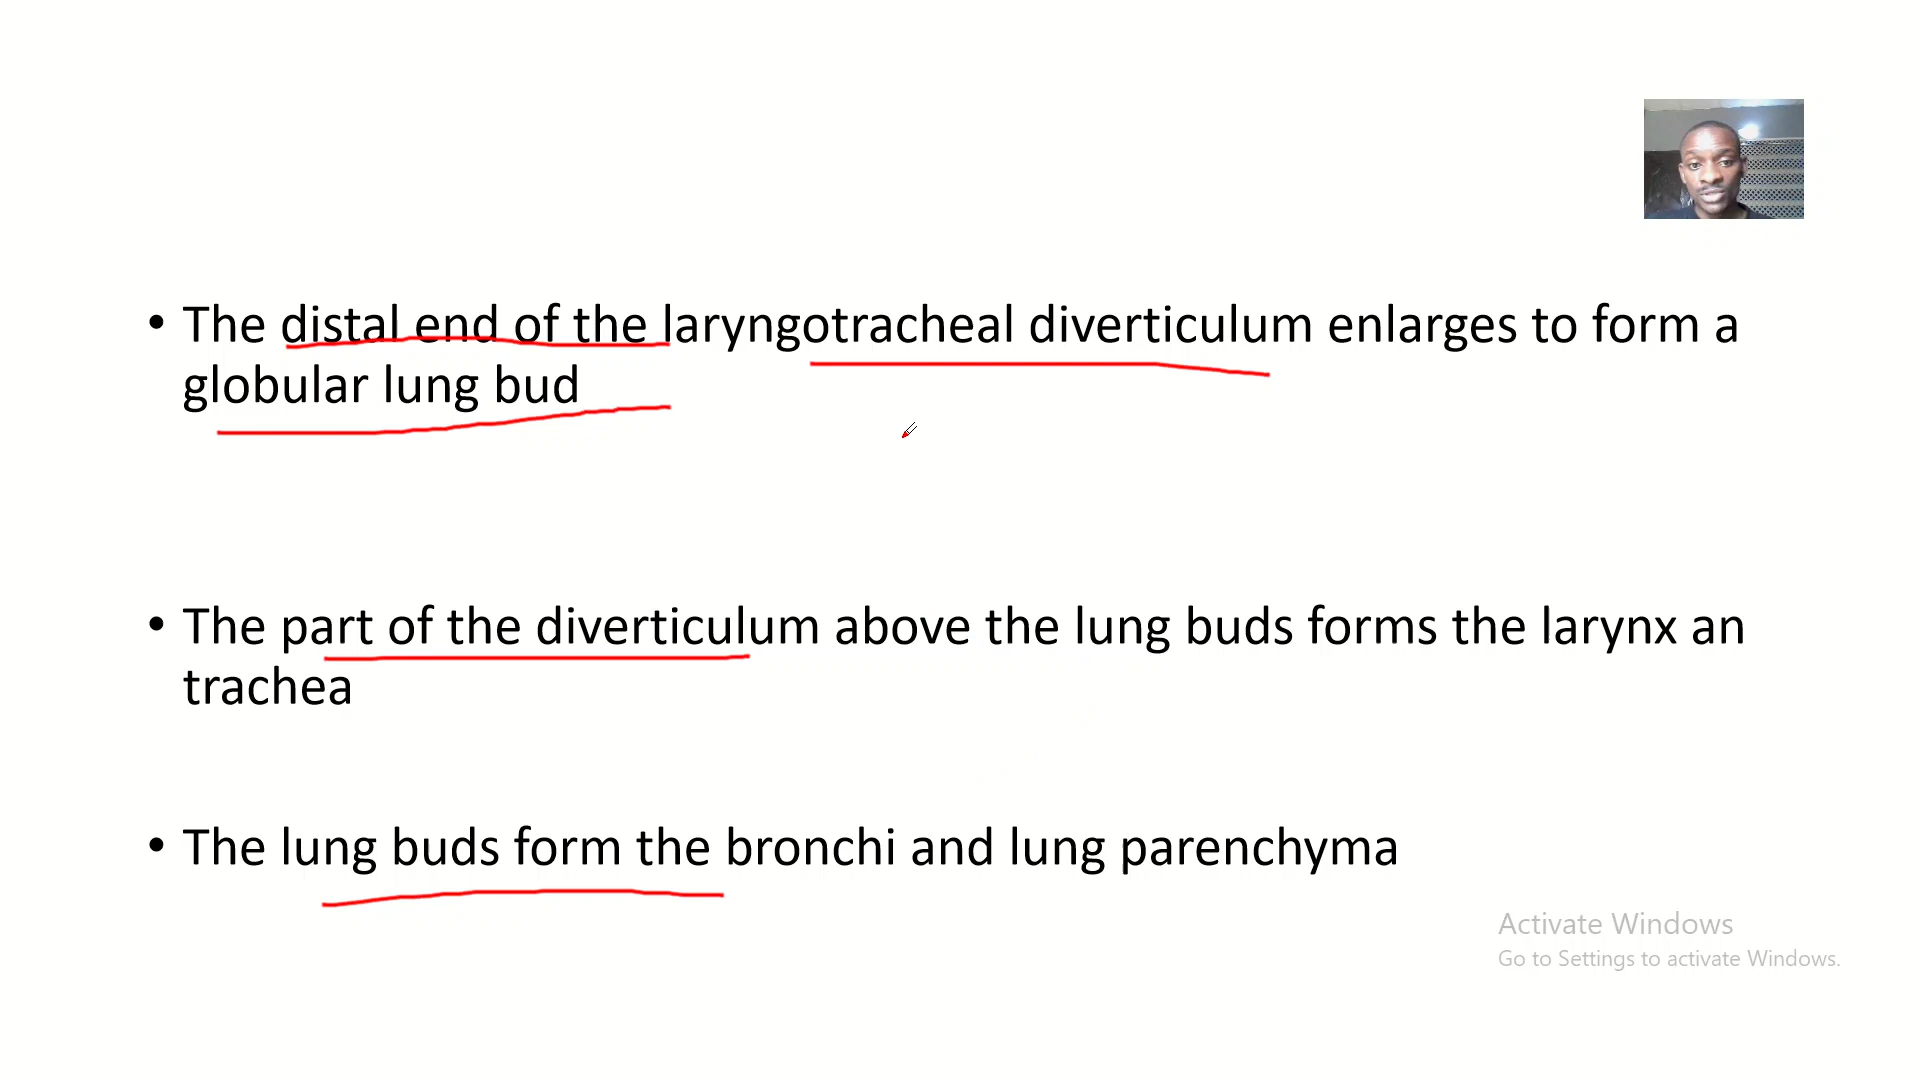 • The distal end of the laryngotracheal diverticulum enlarges to form a
globular lung bud
• The part of the diverticulum above the lung buds forms the larynx an
trachea
• The lung buds form the bronchi and lung parenchyma
Activate Windows
Go to Settings to activate Windows.